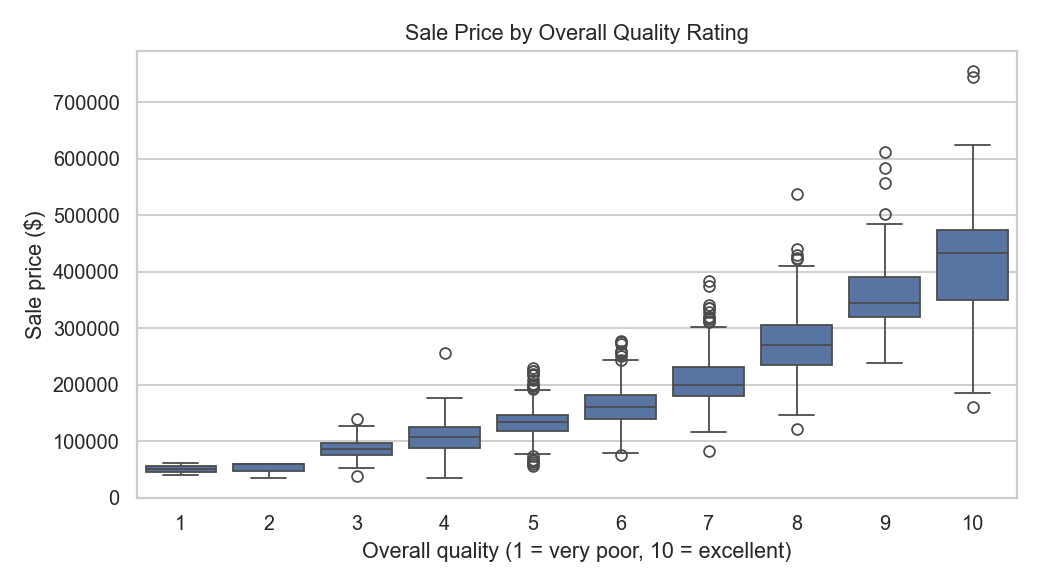 Sale Price by Overall Quality Rating
700000
600000
500000
400000
300000
200000
100000
0
Sale price ($)
1 2 3 4 5 6 7 8 9 10
Overall quality (1 = very poor, 10 = excellent)